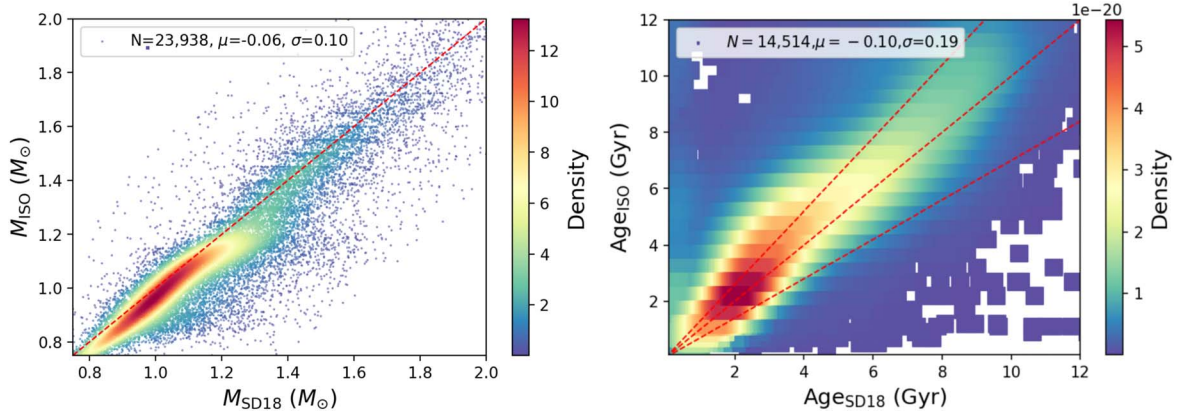 N=23,938, μ=-0.06, σ=0.10
2.0
1.8
1.6
1.4
1.2
1.0
0.8
M_ISO (M_⊙)
0.8 1.0 1.2 1.4 1.6 1.8 2.0
M_SD18 (M_⊙)
12
10
8
6
4
2
Density
1e−20
N = 14,514,μ = − 0.10,σ=0.19
12
10
8
6
4
2
Age_ISO (Gyr)
2 4 6 8 10 12
Age_SD18 (Gyr)
5
4
3
2
1
Density